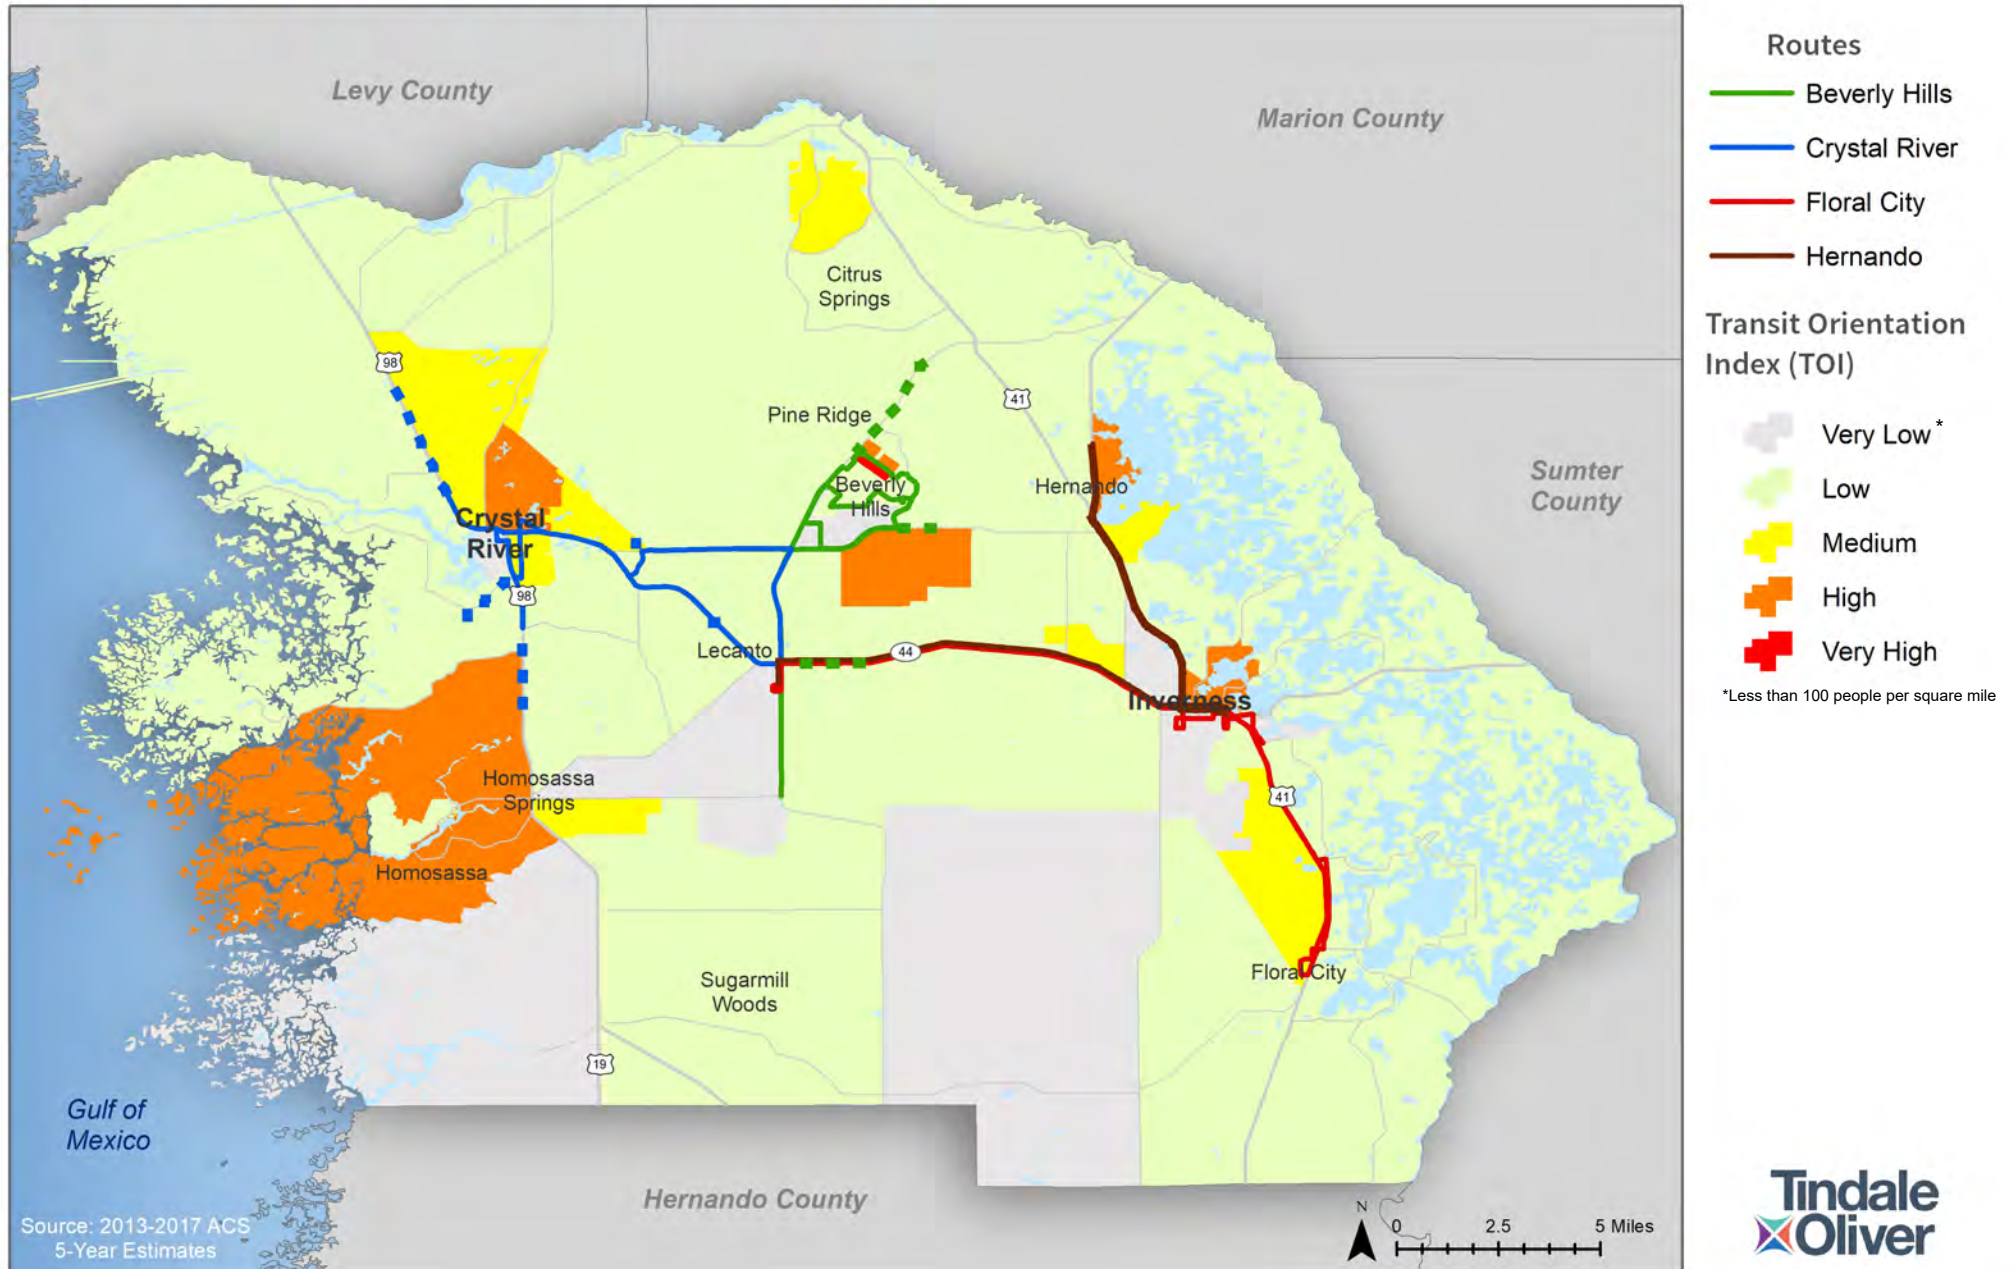 Levy County
Marion County
Citrus
Springs
98
41
Pine Ridge
Beverly
Hills
Hernando
Sumter
County
Crystal
River
98
Lecanto
44
Inverness
Homosassa
Springs
41
Homosassa
Floral City
Sugarmill
Woods
19
Gulf of
Mexico
Hernando County
Source: 2013-2017 ACS
5-Year Estimates
N
0 2.5 5 Miles
Routes
Beverly Hills
Crystal River
Floral City
Hernando
Transit Orientation
Index (TOI)
Very Low *
Low
Medium
High
Very High
*Less than 100 people per square mile
Tindale
Oliver